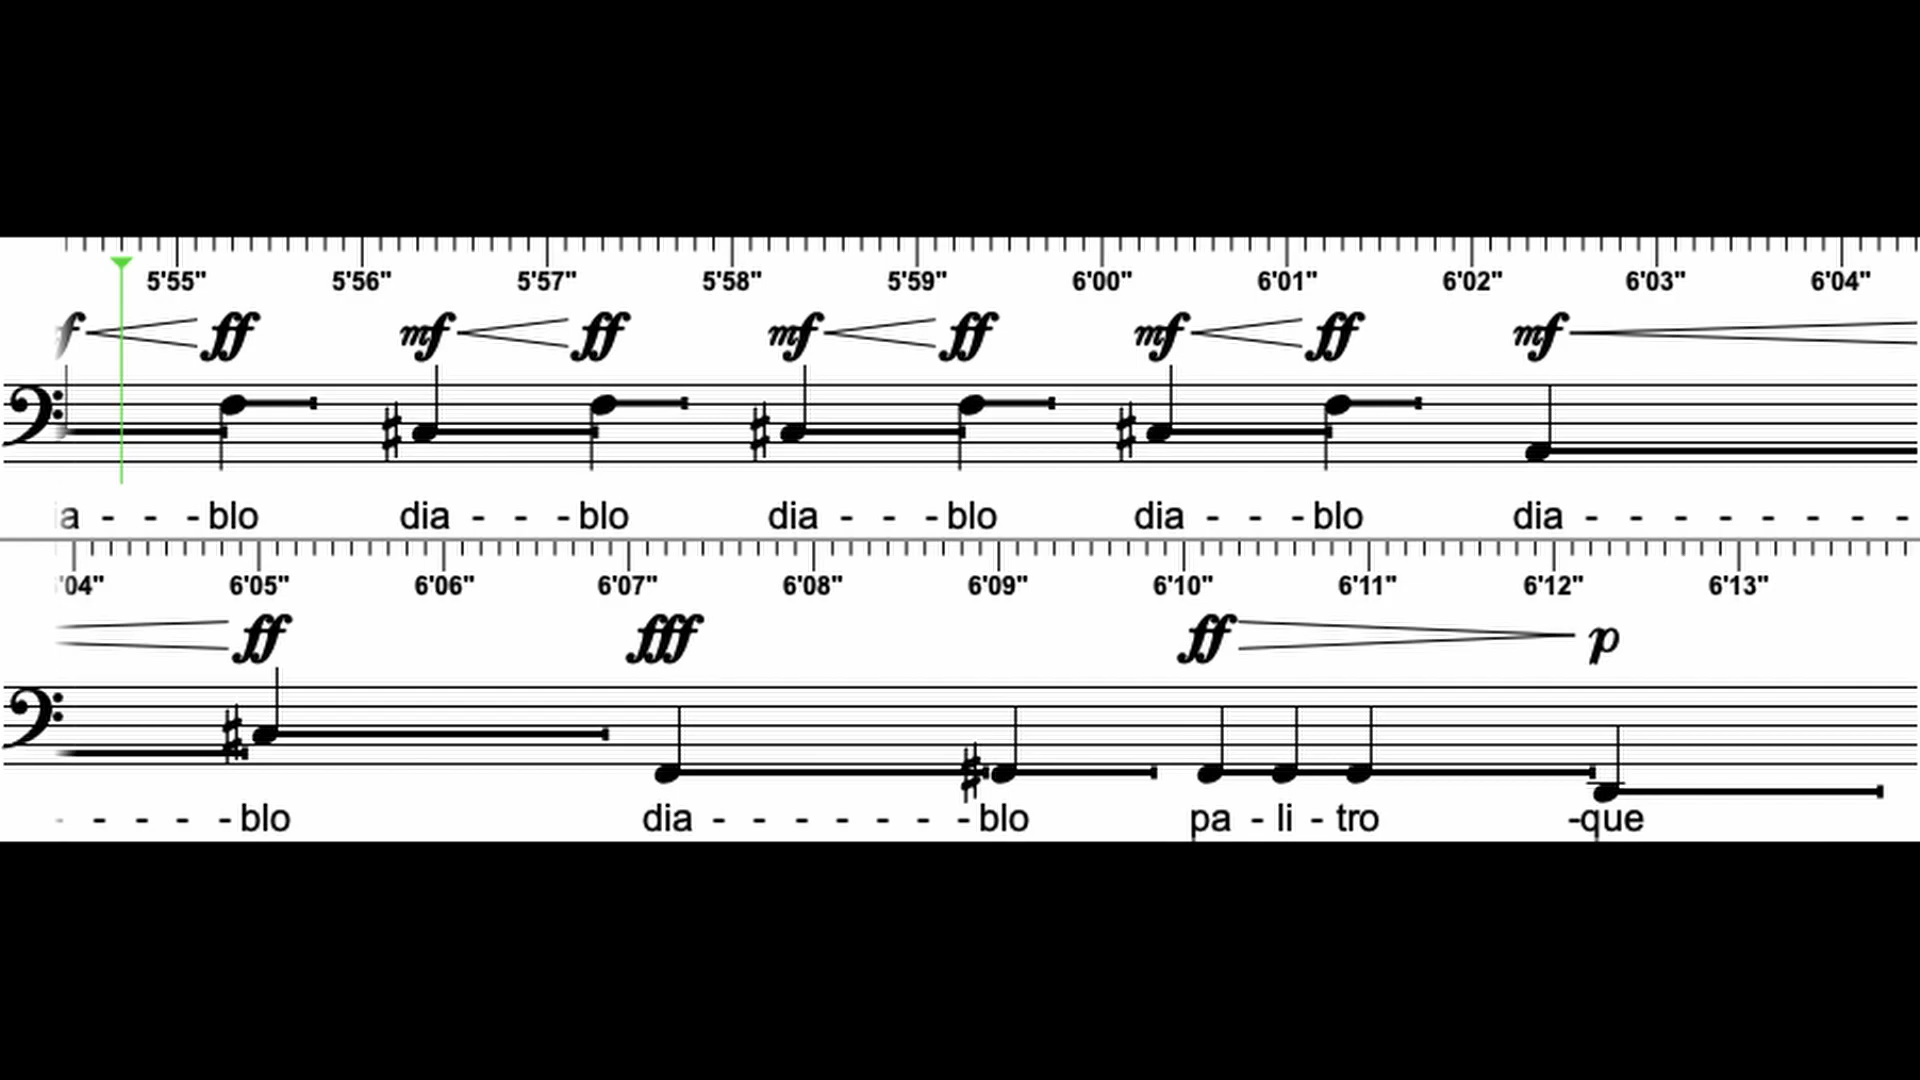 5'55" 5'56" 5'57" 5'58" 5'59" 6'00" 6'01" 6'02" 6'03" 6'04"
f ff mf ff mf ff mf ff mf
ia - - - blo dia - - - blo dia - - - blo dia - - - blo dia - - - - - - - -
'04" 6'05" 6'06" 6'07" 6'08" 6'09" 6'10" 6'11" 6'12" 6'13"
ff fff ff p
- - - - - blo dia - - - - - - - blo pa - li - tro -que